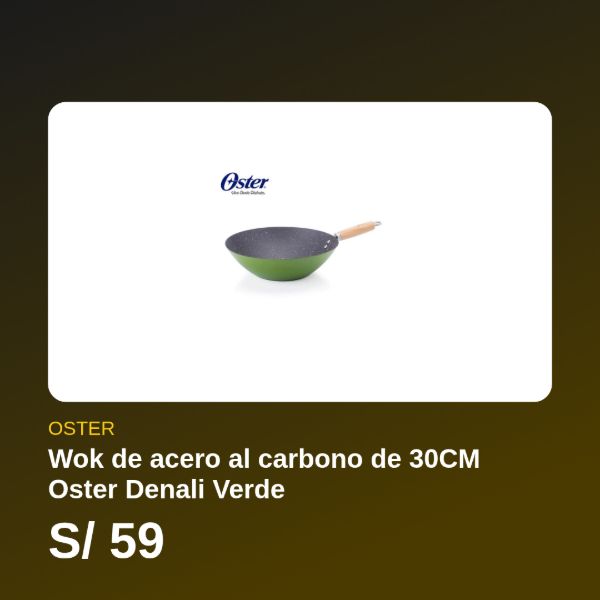 Oster
OSTER
Wok de acero al carbono de 30CM
Oster Denali Verde
S/ 59